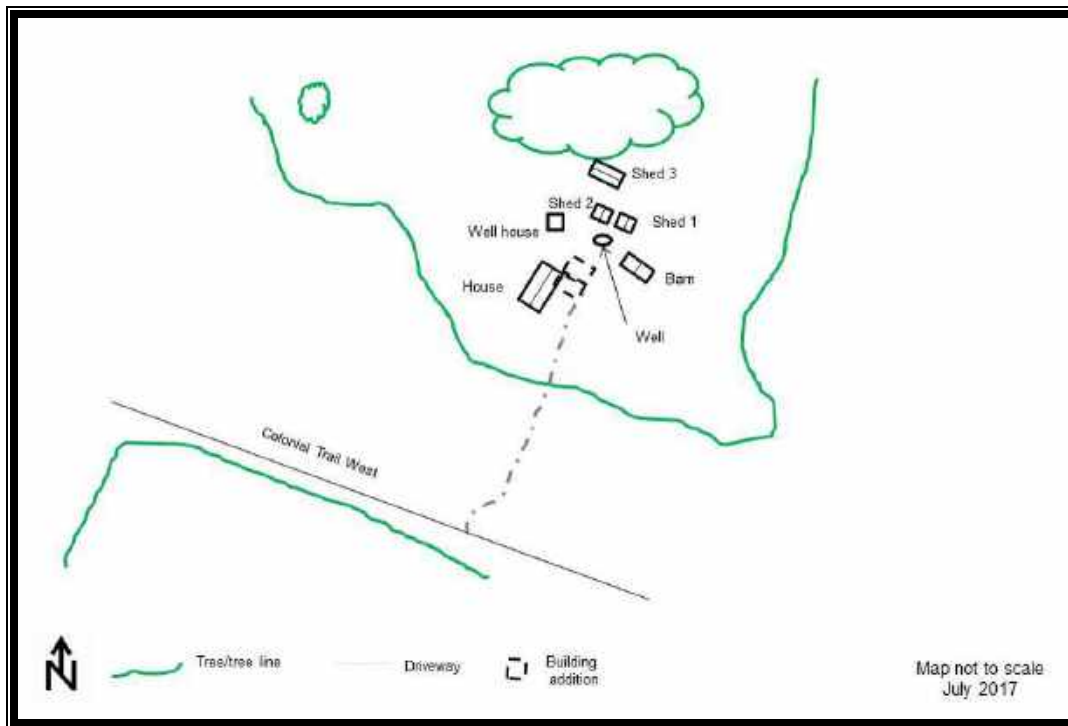 Shed 3
Shed 2
Shed 1
Well house
Barn
House
Well
Colonial Trail West
N
Tree/tree line
Driveway
Building
addition
Map not to scale
July 2017